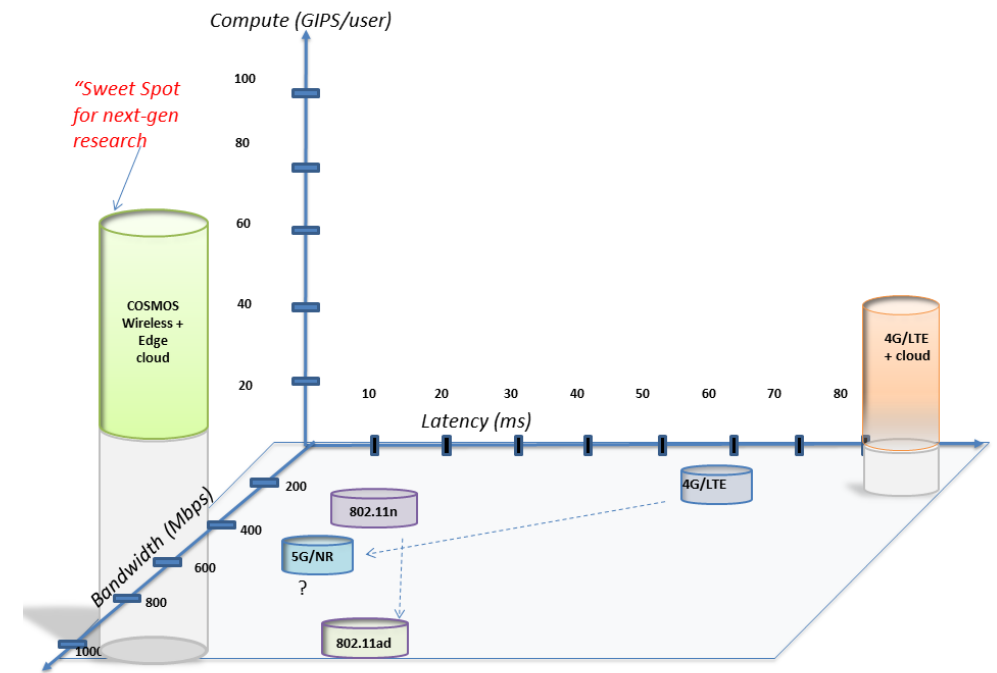 Compute (GIPS/user)
“Sweet Spot
for next-gen
research
100
80
60
40
20
COSMOS
Wireless +
Edge
cloud
4G/LTE
+ cloud
10
20
30
40
50
60
70
80
Latency (ms)
Bandwidth (Mbps)
200
400
600
800
1000
4G/LTE
802.11n
5G/NR
?
802.11ad